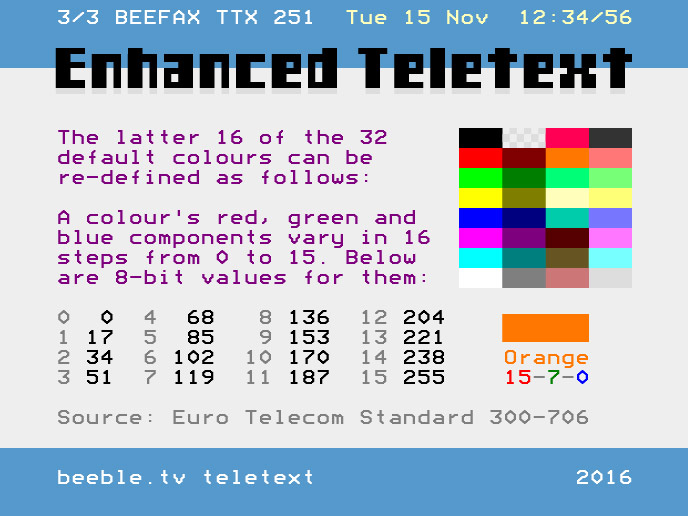 3/3 BEEFAX TTX 251 Tue 15 Nov 12:34/56
Enhanced Teletext
The latter 16 of the 32
default colours can be
re-defined as follows:
A colour's red, green and
blue components vary in 16
steps from 0 to 15. Below
are 8-bit values for them:
0 0 4 68 8 136 12 204
1 17 5 85 9 153 13 221
2 34 6 102 10 170 14 238
3 51 7 119 11 187 15 255
Orange
15-7-0
Source: Euro Telecom Standard 300-706
beeble.tv teletext 2016